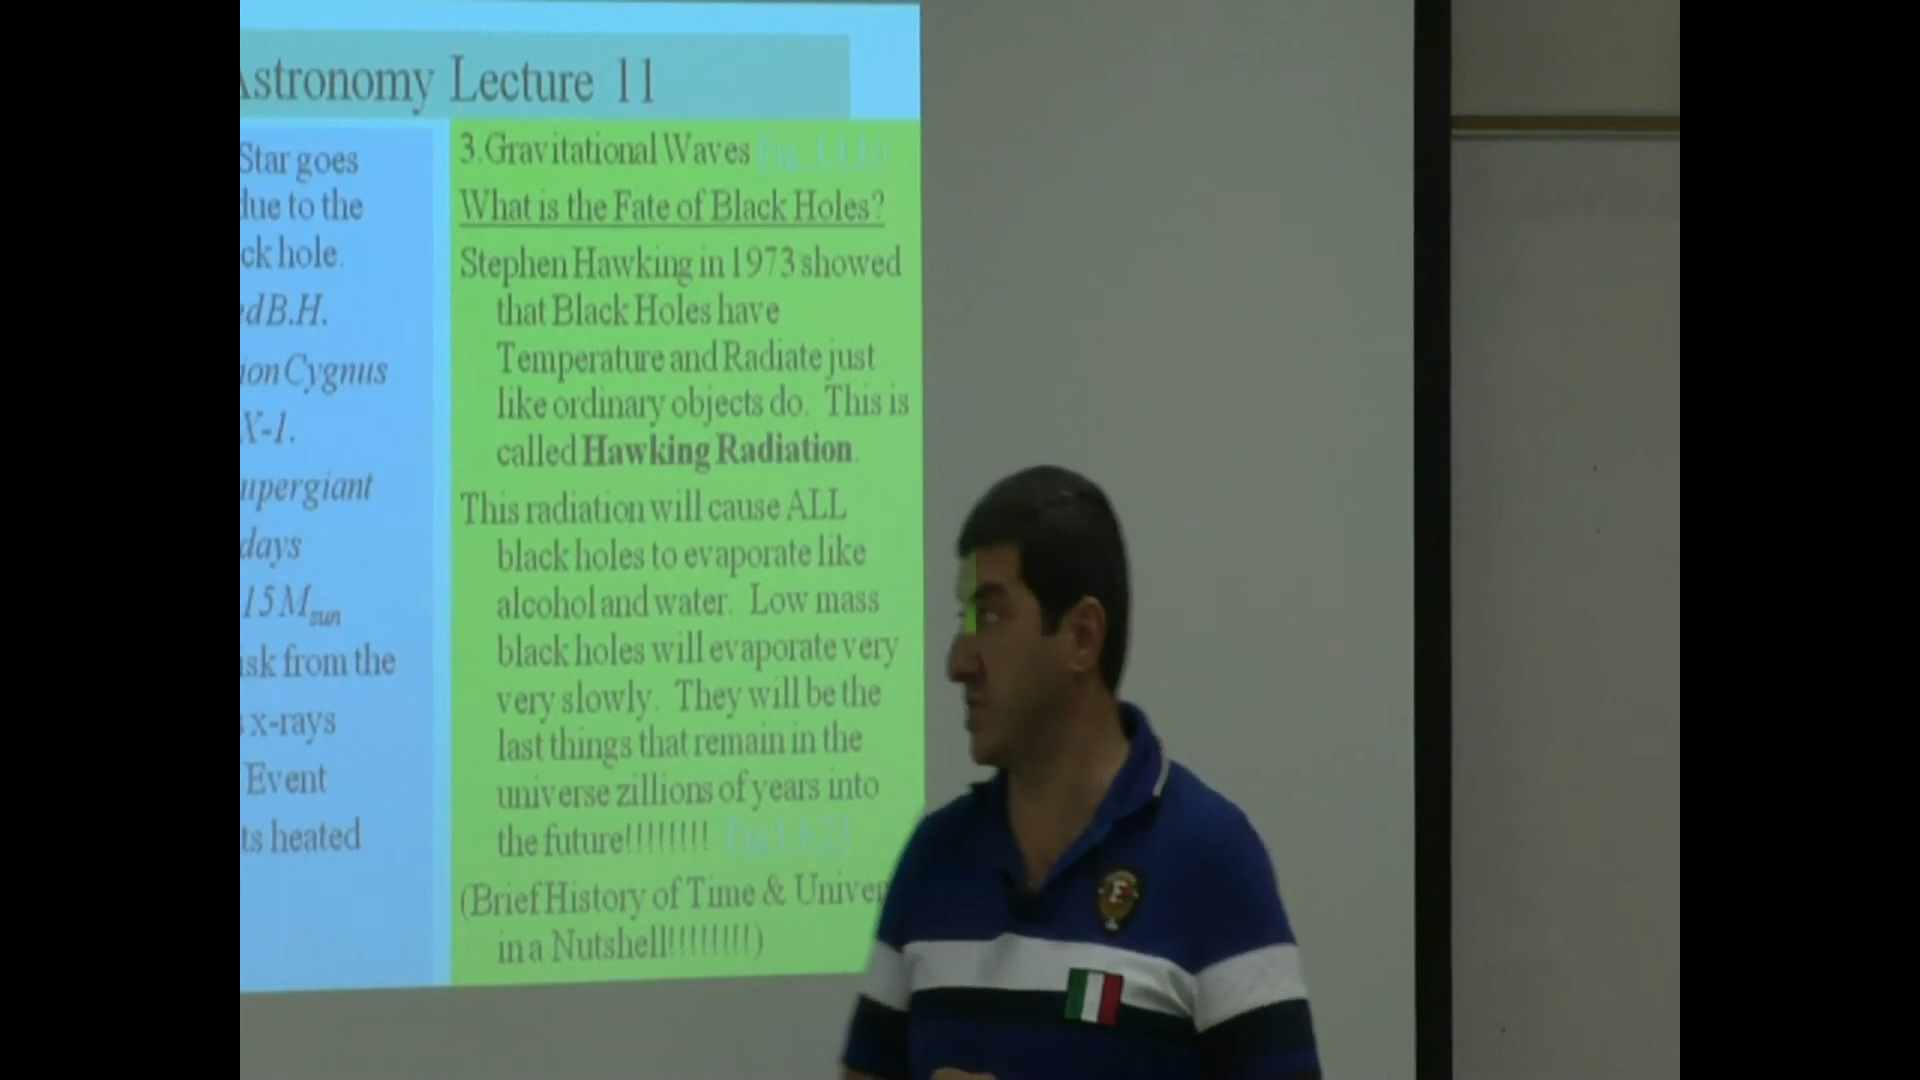 Astronomy Lecture 11
Star goes
due to the
ck hole.
ed B.H.
ion Cygnus
X-1.
upergiant
days
15 Msun
isk from the
x-rays
Event
ts heated
3. Gravitational Waves Fig. 14-16
What is the Fate of Black Holes?
Stephen Hawking in 1973 showed
that Black Holes have
Temperature and Radiate just
like ordinary objects do. This is
called Hawking Radiation.
This radiation will cause ALL
black holes to evaporate like
alcohol and water. Low mass
black holes will evaporate very
very slowly. They will be the
last things that remain in the
universe zillions of years into
the future!!!!!!!!
(Brief History of Time & Univer
in a Nutshell!!!!!!!!)
E